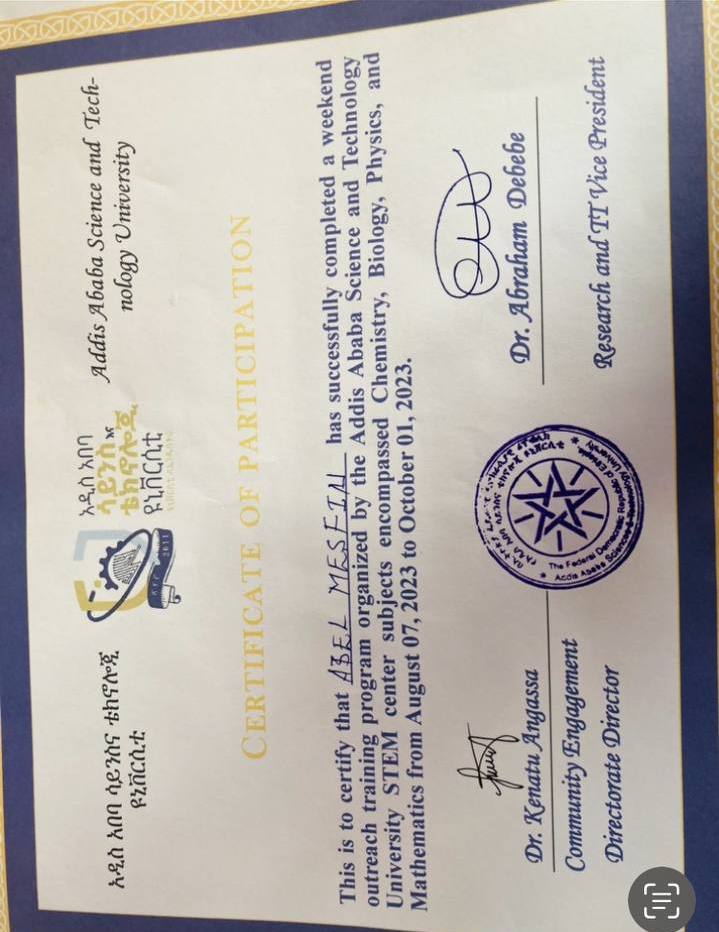 አዲስ አበባ ሳይንስና ቴክኖሎጂ
ዩኒቨርሲቲ
አዲስ አበባ
ሳይንስ እና
ቴክኖሎጂ
ዩኒቨርሲቲ
2011
Addis Ababa Science and Tech-
nology University
CERTIFICATE OF PARTICIPATION
This is to certify that ABEL MESFIN has successfully completed a weekend
outreach training program organized by the Addis Ababa Science and Technology
University STEM center subjects encompassed Chemistry, Biology, Physics, and
Mathematics from August 07, 2023 to October 01, 2023.
Dr. Kenatu Angassa
Community Engagement
Directorate Director
The Federal Democratic Republic of Ethiopia
Addis Ababa Science & Technology University
Dr. Abraham Debebe
Research and TT Vice President